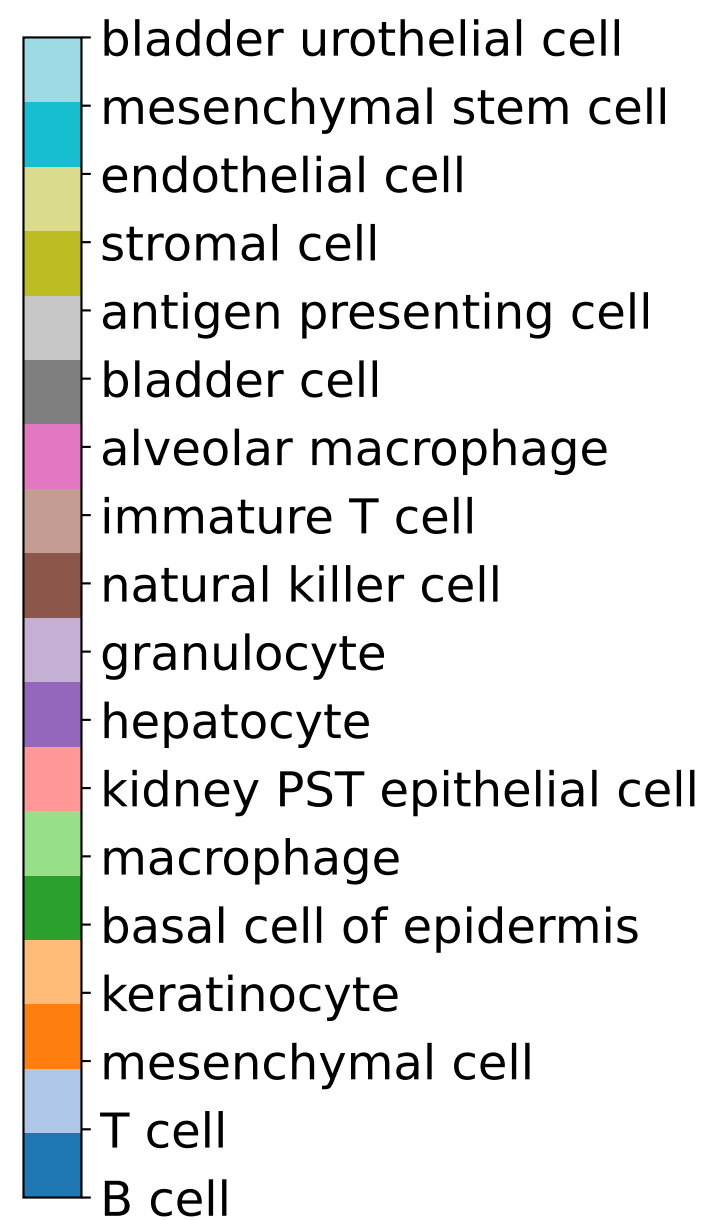 bladder urothelial cell
mesenchymal stem cell
endothelial cell
stromal cell
antigen presenting cell
bladder cell
alveolar macrophage
immature T cell
natural killer cell
granulocyte
hepatocyte
kidney PST epithelial cell
macrophage
basal cell of epidermis
keratinocyte
mesenchymal cell
T cell
B cell